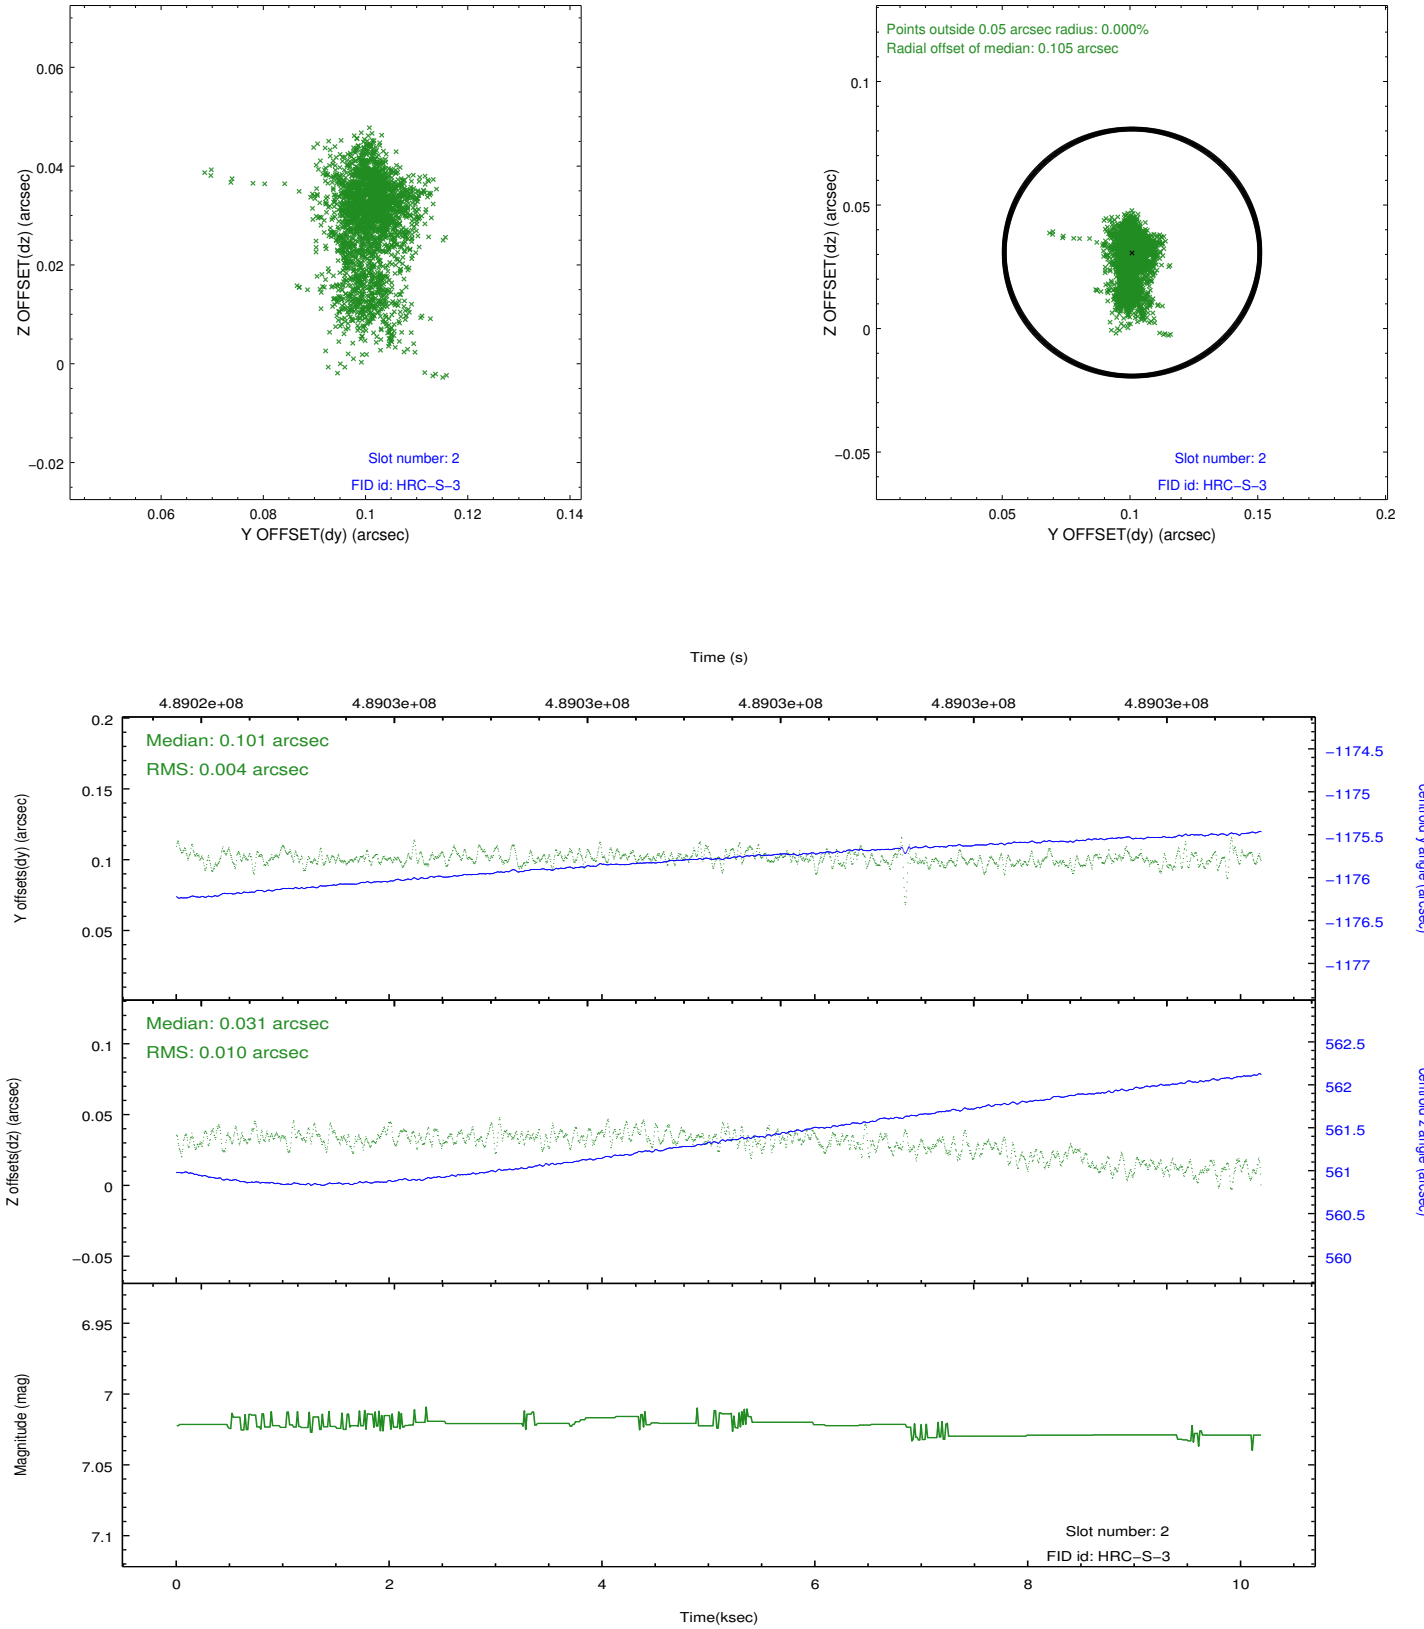 0.06
0.04
0.02
0
−0.02
Z OFFSET(dz) (arcsec)
0.06
0.08
0.1
0.12
0.14
Y OFFSET(dy) (arcsec)
Slot number: 2
FID id: HRC−S−3
Points outside 0.05 arcsec radius: 0.000%
Radial offset of median: 0.105 arcsec
0.1
0.05
0
−0.05
Z OFFSET(dz) (arcsec)
0.05
0.1
0.15
0.2
Y OFFSET(dy) (arcsec)
Slot number: 2
FID id: HRC−S−3
Time (s)
4.8902e+08
4.8903e+08
4.8903e+08
4.8903e+08
4.8903e+08
4.8903e+08
0.2
0.15
0.1
0.05
Y offsets(dy) (arcsec)
Median: 0.101 arcsec
RMS: 0.004 arcsec
−1174.5
−1175
−1175.5
−1176
−1176.5
−1177
centroid y angle (arcsec)
0.1
0.05
0
−0.05
Z offsets(dz) (arcsec)
Median: 0.031 arcsec
RMS: 0.010 arcsec
562.5
562
561.5
561
560.5
560
centroid z angle (arcsec)
6.95
7
7.05
7.1
Magnitude (mag)
Slot number: 2
FID id: HRC−S−3
0
2
4
6
8
10
Time(ksec)